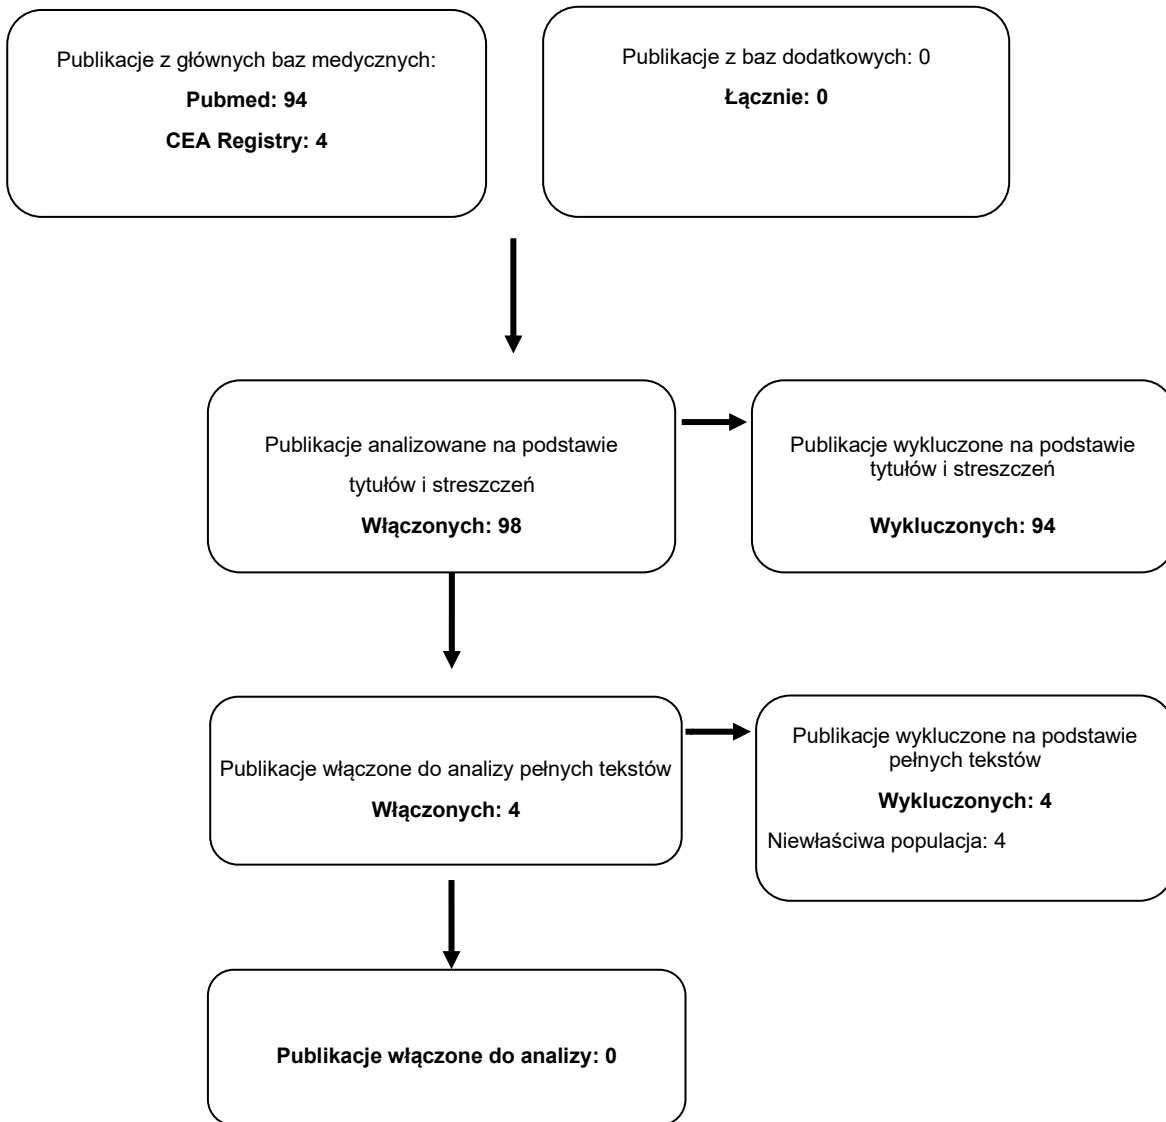 Publikacje z głównych baz medycznych:
Pubmed: 94
CEA Registry: 4
Publikacje z baz dodatkowych: 0
Łącznie: 0
Publikacje analizowane na podstawie
tytułów i streszczeń
Włączonych: 98
Publikacje wykluczone na podstawie
tytułów i streszczeń
Wykluczonych: 94
Publikacje włączone do analizy pełnych tekstów
Włączonych: 4
Publikacje wykluczone na podstawie
pełnych tekstów
Wykluczonych: 4
Niewłaściwa populacja: 4
Publikacje włączone do analizy: 0